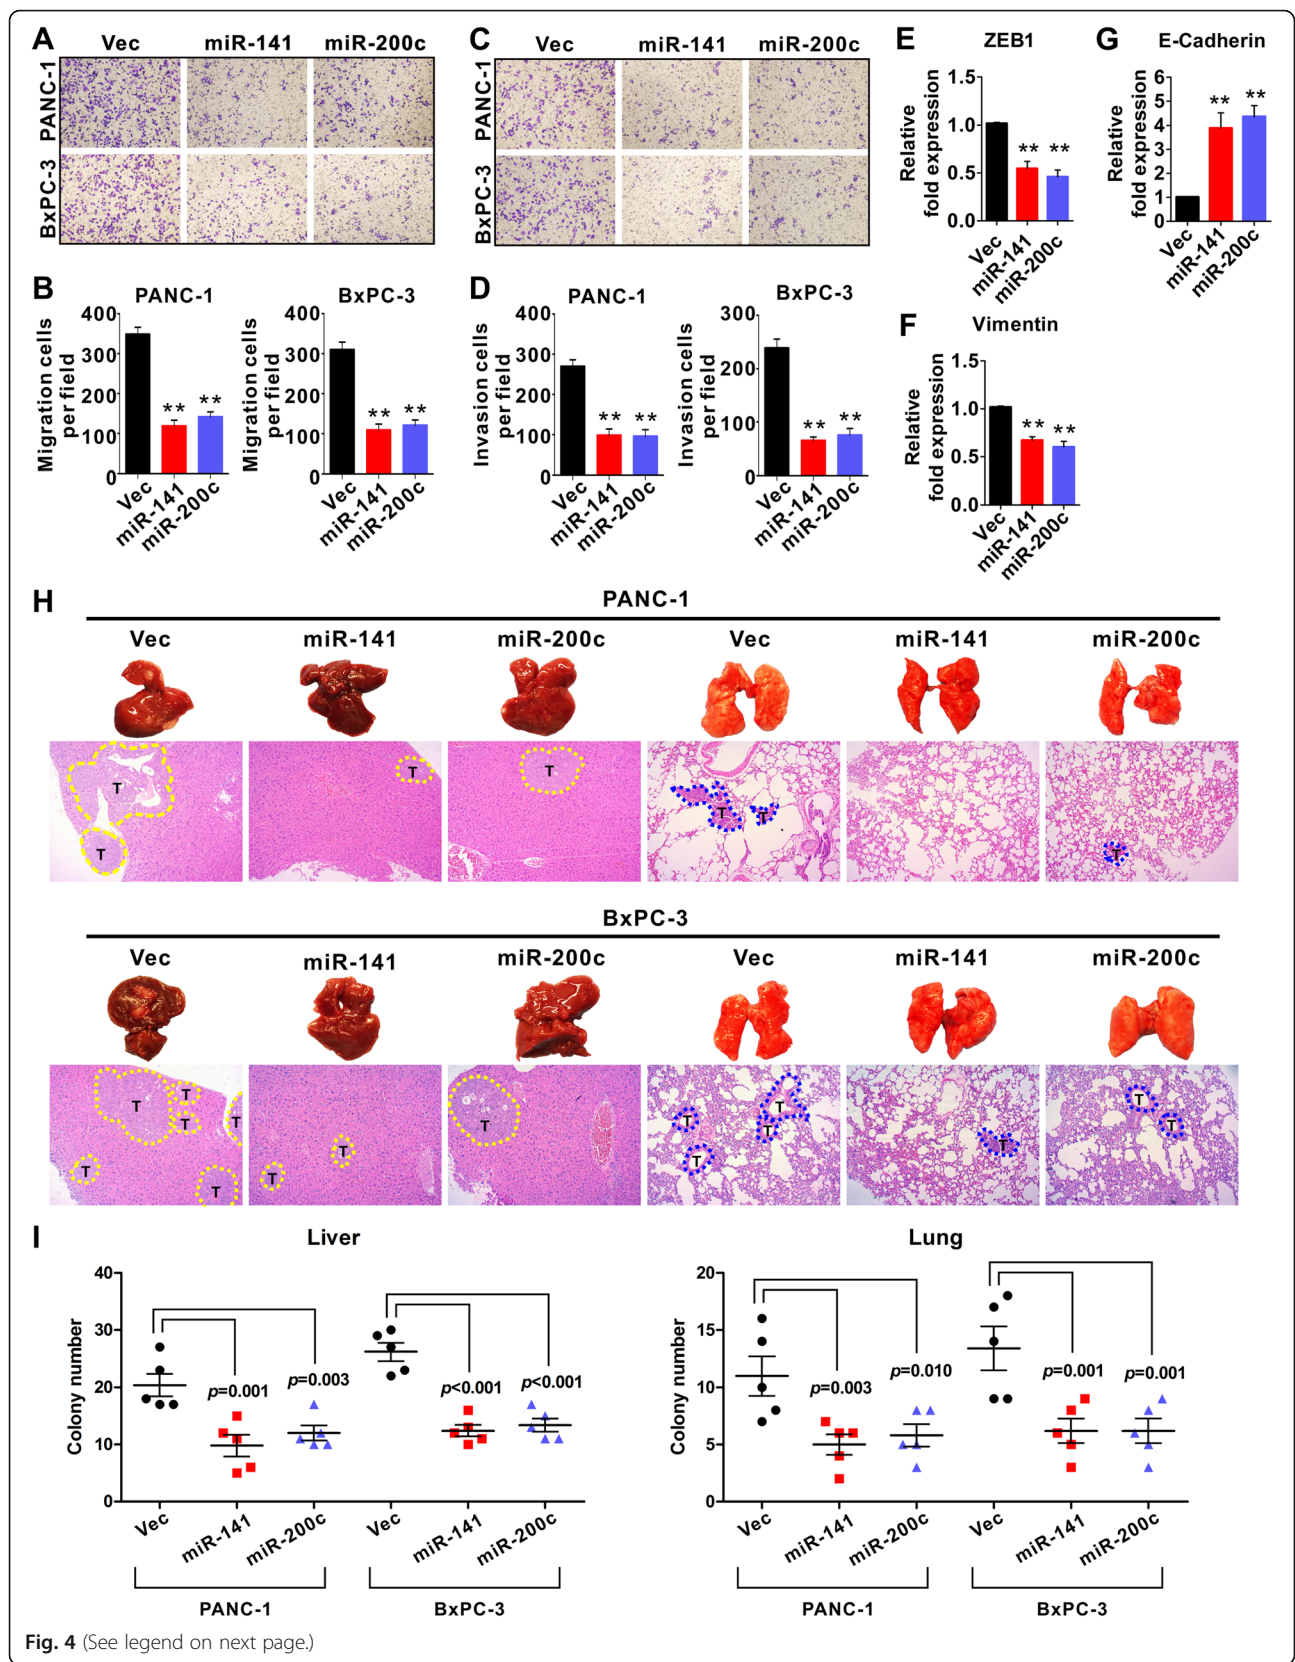 A
Vec miR-141 miR-200c
PANC-1
BxPC-3
C
Vec miR-141 miR-200c
PANC-1
BxPC-3
E
ZEB1
Relative
fold expression
1.5
1.0
0.5
0.0
** **
Vec
miR-141
miR-200c
G
E-Cadherin
Relative
fold expression
6
5
4
3
2
1
0
** **
Vec
miR-141
miR-200c
B
PANC-1
Migration cells
per field
400
300
200
100
0
** **
Vec
miR-141
miR-200c
BxPC-3
Migration cells
per field
400
300
200
100
0
** **
Vec
miR-141
miR-200c
D
PANC-1
Invasion cells
per field
400
300
200
100
0
** **
Vec
miR-141
miR-200c
BxPC-3
Invasion cells
per field
300
200
100
0
** **
Vec
miR-141
miR-200c
F
Vimentin
Relative
fold expression
1.5
1.0
0.5
0.0
** **
Vec
miR-141
miR-200c
H
PANC-1
Vec miR-141 miR-200c Vec miR-141 miR-200c
T T T T T T T
BxPC-3
Vec miR-141 miR-200c Vec miR-141 miR-200c
T T T T T T T T T T T T T T T T
I
Liver
Colony number
40
30
20
10
0
p=0.001 p=0.003 p<0.001 p<0.001
Vec miR-141 miR-200c Vec miR-141 miR-200c
PANC-1 BxPC-3
Lung
Colony number
20
15
10
5
0
p=0.003 p=0.010 p=0.001 p=0.001
Vec miR-141 miR-200c Vec miR-141 miR-200c
PANC-1 BxPC-3
Fig. 4 (See legend on next page.)